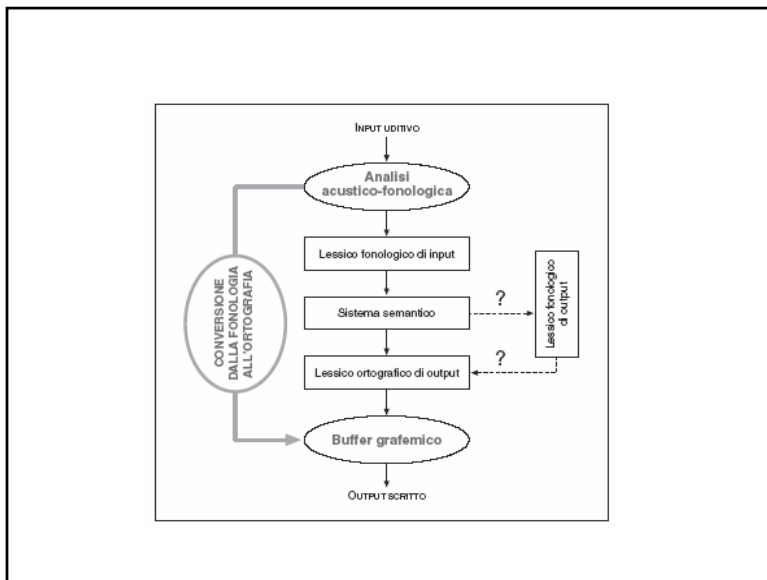 INPUT UDITIVO
Analisi
acustico-fonologica
Lessico fonologico di input
CONVERSIONE
DALLA FONOLOGIA
ALL'ORTOGRAFIA
Sistema semantico
?
Lessico fonologico
di output
?
Lessico ortografico di output
Buffer grafemico
OUTPUT SCRITTO